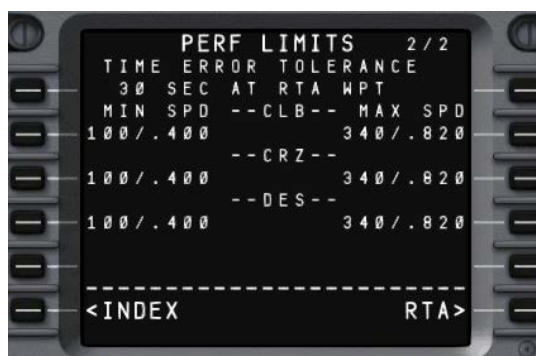 PERF LIMITS 2/2
TIME ERROR TOLERANCE
30 SEC AT RTA WPT
MIN SPD --CLB-- MAX SPD
100/.400 340/.820
--CRZ--
100/.400 340/.820
--DES--
100/.400 340/.820
------------------------
<INDEX RTA>